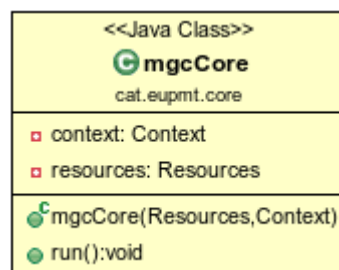 <<Java Class>>
mgcCore
cat.eupmt.core
context: Context
resources: Resources
mgcCore(Resources,Context)
run():void